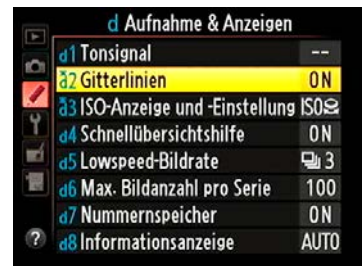 d Aufnahme & Anzeigen
d1 Tonsignal --
d2 Gitterlinien ON
d3 ISO-Anzeige und -Einstellung ISO
d4 Schnellübersichtshilfe ON
d5 Lowspeed-Bildrate 3
d6 Max. Bildanzahl pro Serie 100
d7 Nummernspeicher ON
? d8 Informationsanzeige AUTO